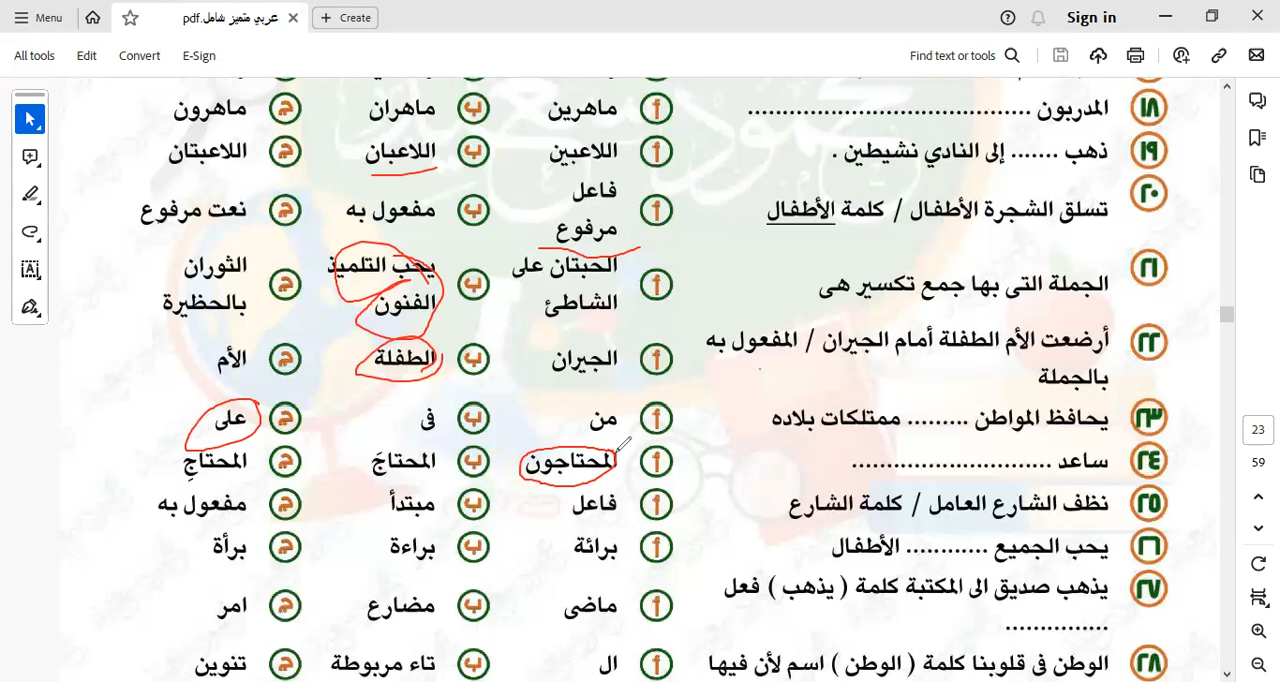 Menu
عربي متميز شامل.pdf
Create
Sign in
All tools Edit Convert E-Sign
Find text or tools
١٨ المدربون ........................................ أ ماهرين ب ماهران ج ماهرون
١٩ ذهب ....... إلى النادي نشيطين . أ اللاعبين ب اللاعبان ج اللاعبتان
٢٠ تسلق الشجرة الأطفال / كلمة الأطفال أ فاعل مرفوع ب مفعول به ج نعت مرفوع
٢١ الجملة التى بها جمع تكسير هى أ الحبتان على الشاطئ ب يحب التلميذ الفنون ج الثوران بالحظيرة
٢٢ أرضعت الأم الطفلة أمام الجيران / المفعول به بالجملة أ الجيران ب الطفلة ج الأم
٢٣ يحافظ المواطن ......... ممتلكات بلاده أ من ب فى ج على
٢٤ ساعد ............................. أ المحتاجون ب المحتاجَ ج المحتاجِ
٢٥ نظف الشارع العامل / كلمة الشارع أ فاعل ب مبتدأ ج مفعول به
٢٦ يحب الجميع ............ الأطفال أ برائة ب براءة ج برأة
٢٧ يذهب صديق الى المكتبة كلمة ( يذهب ) فعل ............... أ ماضى ب مضارع ج امر
٢٨ الوطن فى قلوبنا كلمة ( الوطن ) اسم لأن فيها أ ال ب تاء مربوطة ج تنوين
23
59